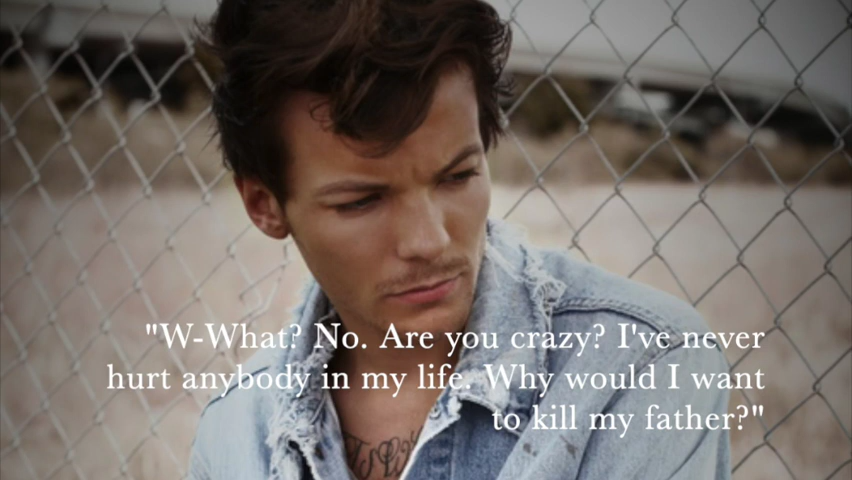 "W-What? No. Are you crazy? I've never
hurt anybody in my life. Why would I want
to kill my father?"